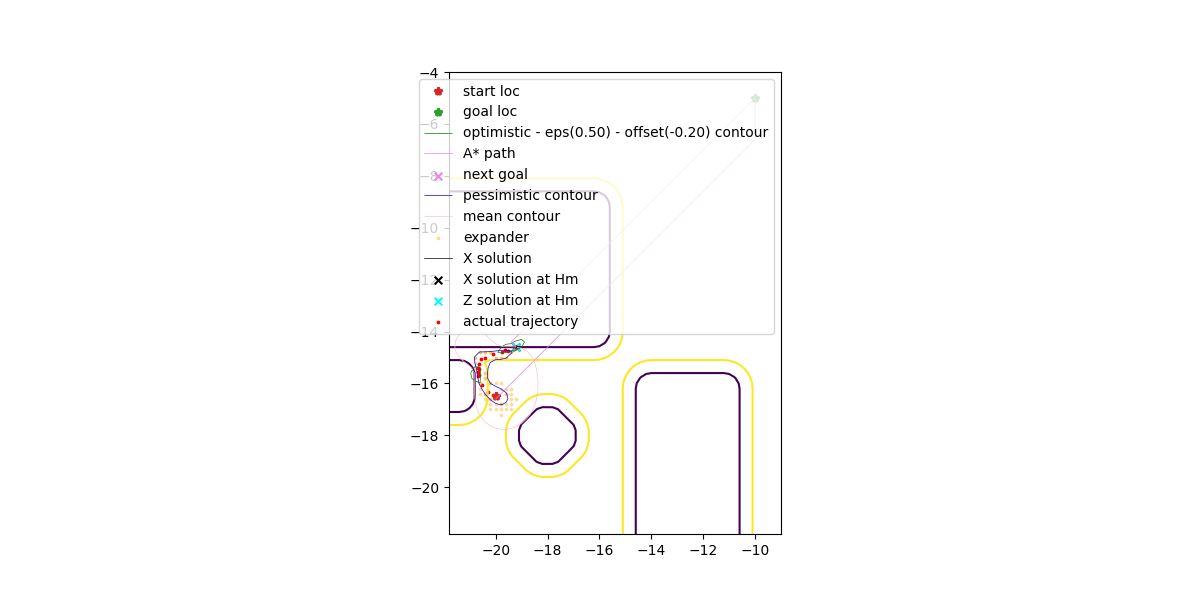 −4
−6
−8
−10
−12
−14
−16
−18
−20
start loc
goal loc
optimistic - eps(0.50) - offset(-0.20) contour
A* path
next goal
pessimistic contour
mean contour
expander
X solution
X solution at Hm
Z solution at Hm
actual trajectory
−20
−18
−16
−14
−12
−10